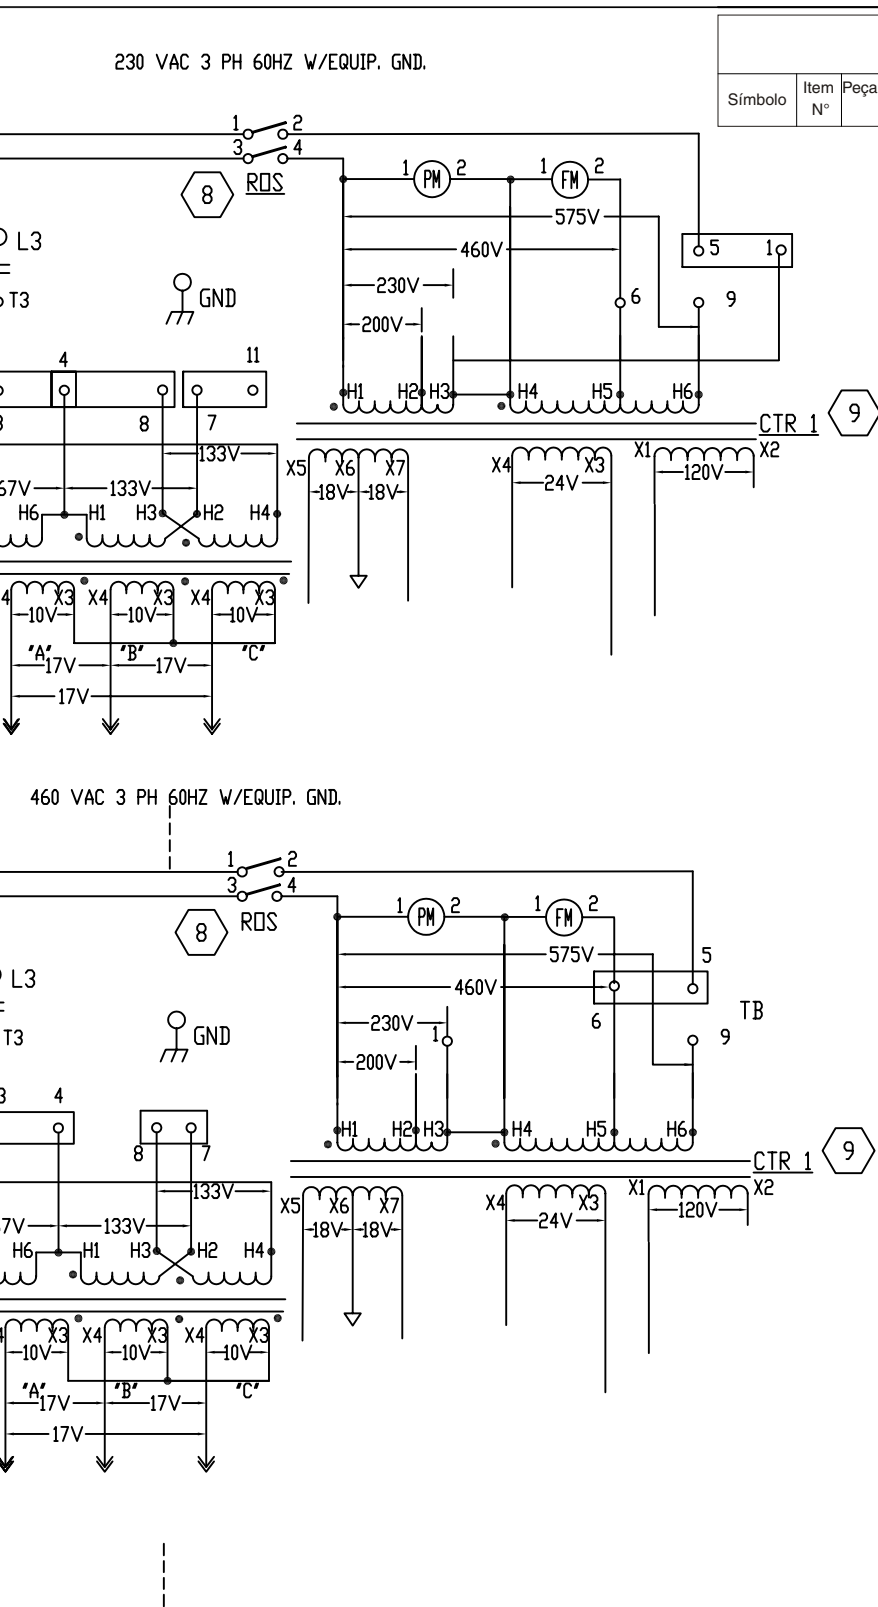 230 VAC 3 PH 60HZ W/EQUIP. GND.
Símbolo Item N° Peça
1 2
3 4
8 ROS
1 PM 2 1 FM 2
575V
L3
460V
5 1
230V
T3
GND
6 9
200V
4 11
H1 H2 H3 H4 H5 H6
8 7
CTR 1 9
133V
X5 X6 X7 X4 X3 X1 X2
133V
18V 18V 24V 120V
H6 H1 H3 H2 H4
X3 X4 X3 X4 X3
10V 10V 10V
"A" "B" "C"
17V 17V
17V
460 VAC 3 PH 60HZ W/EQUIP. GND.
1 2
3 4
8 ROS
1 PM 2 1 FM 2
575V 5
L3
460V
TB
230V 6
T3
GND
1 9
200V
3 4
H1 H2 H3 H4 H5 H6
8 7
CTR 1 9
133V
X5 X6 X7 X4 X3 X1 X2
133V
18V 18V 24V 120V
H6 H1 H3 H2 H4
X3 X4 X3 X4 X3
10V 10V 10V
"A" "B" "C"
17V 17V
17V